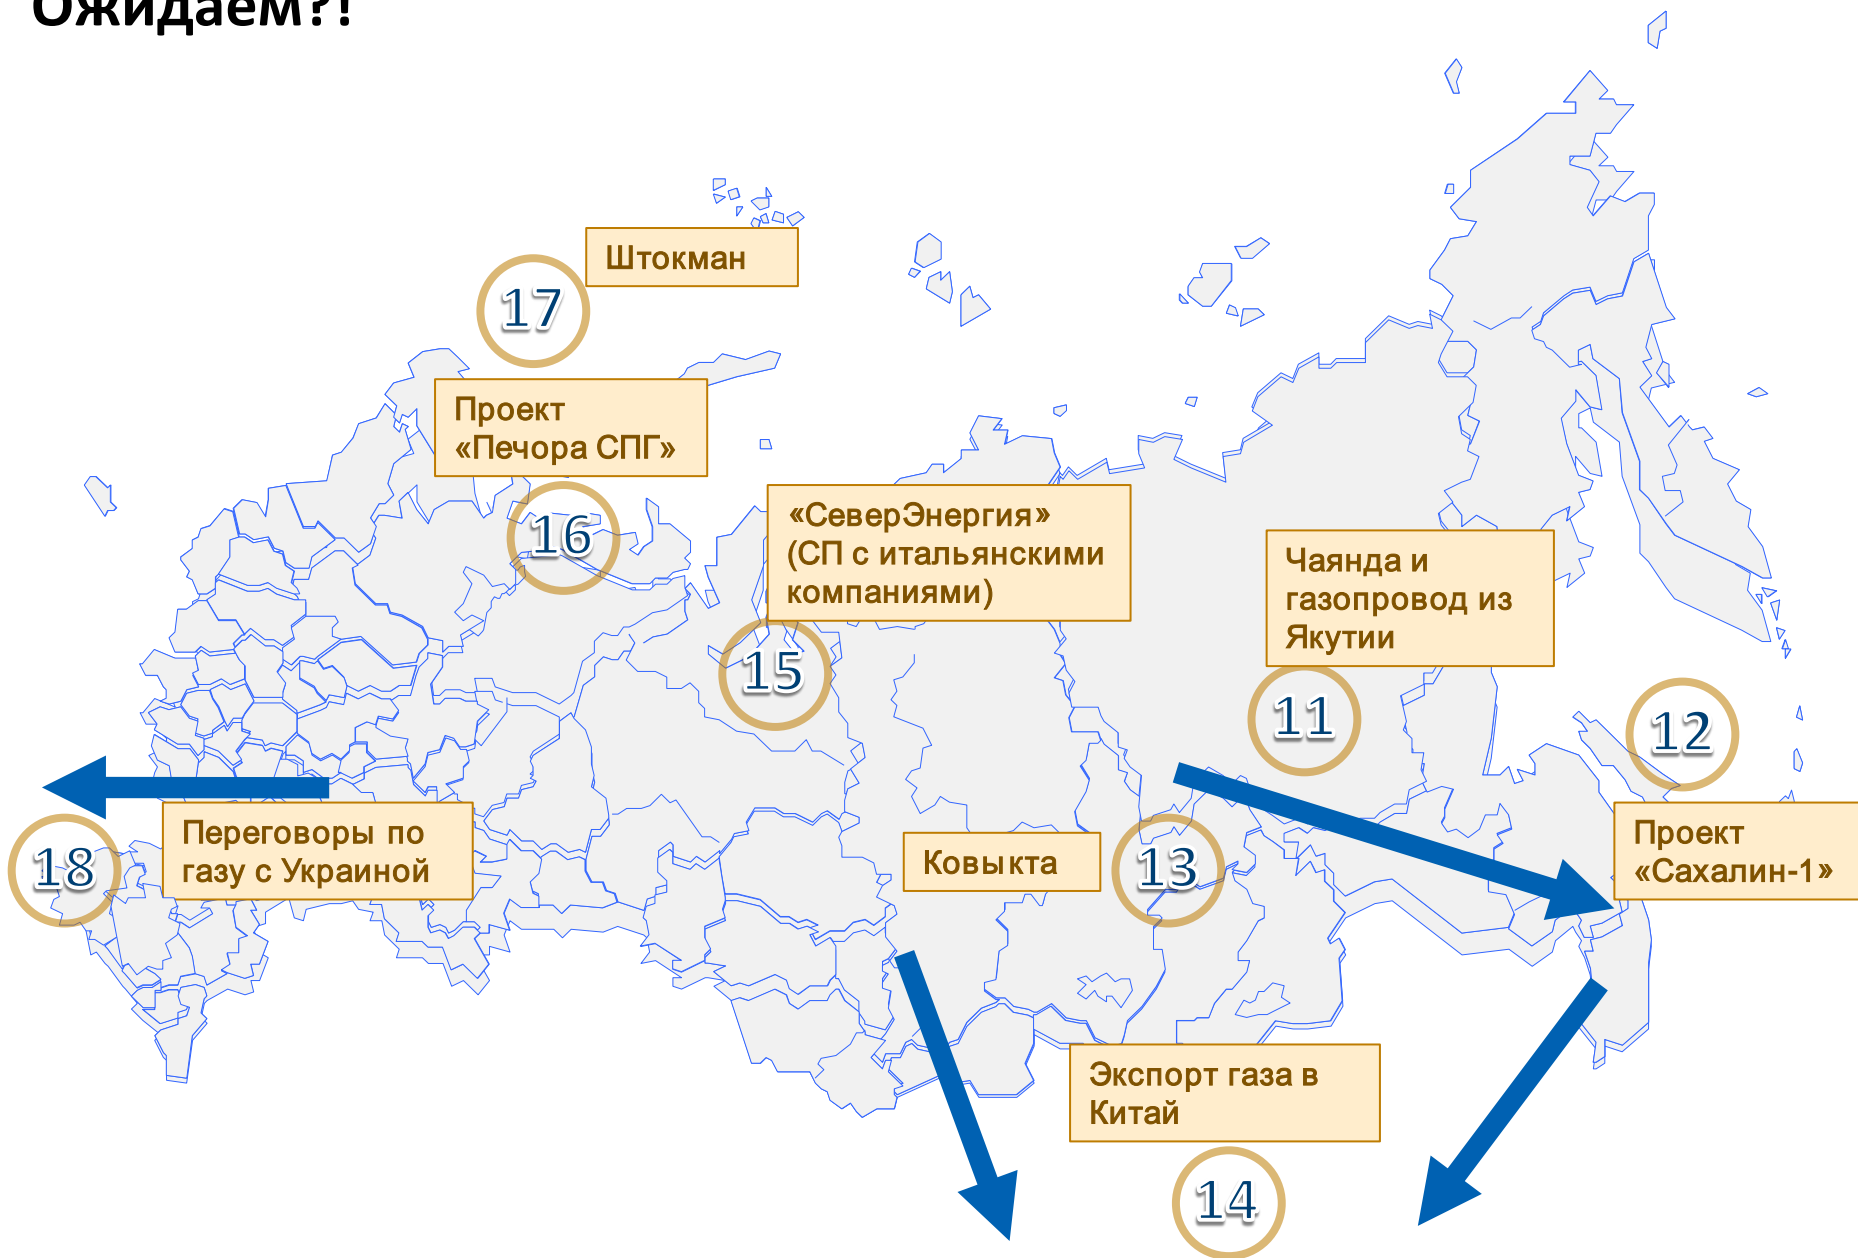 Ожидаем?!
Штокман
17
Проект
«Печора СПГ»
16
«СеверЭнергия»
(СП с итальянскими
компаниями)
15
Чаянда и
газопровод из
Якутии
11
12
Проект
«Сахалин-1»
Переговоры по
газу с Украиной
18
Ковыкта
13
Экспорт газа в
Китай
14